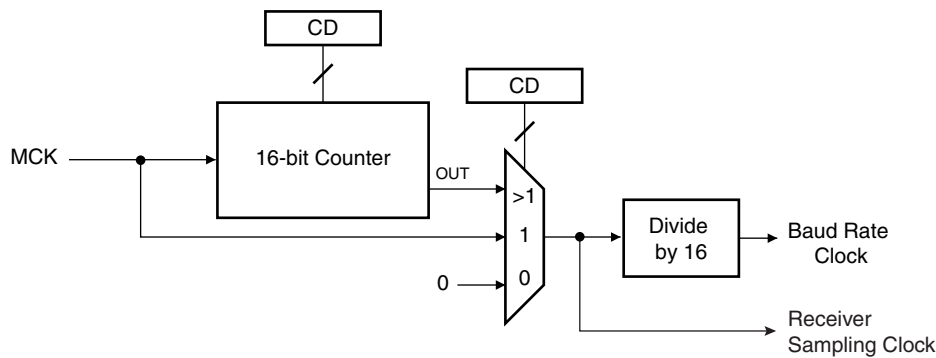 CD
CD
MCK
16-bit Counter
OUT
>1
1
0
0
Divide
by 16
Baud Rate
Clock
Receiver
Sampling Clock